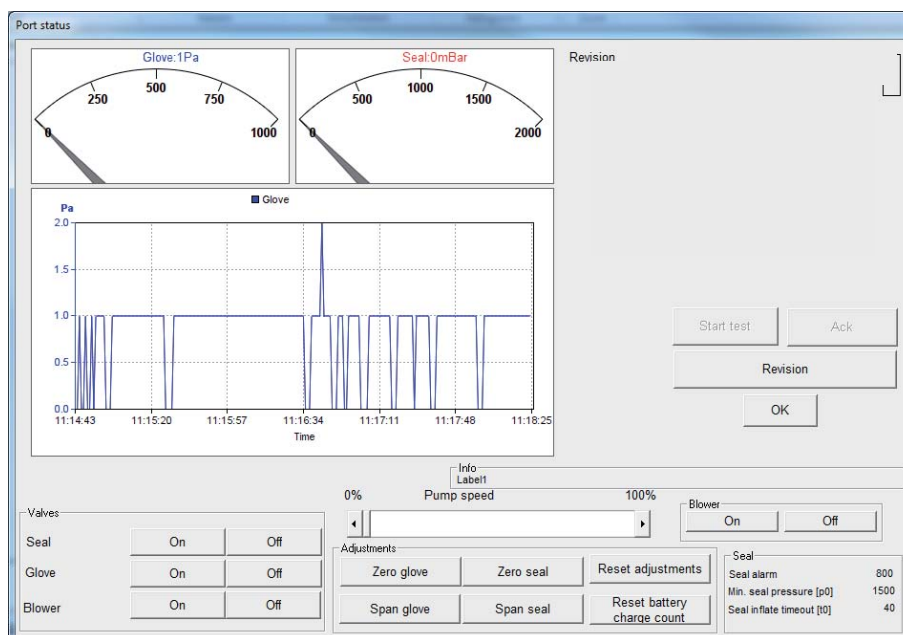 Port status
Glove:1Pa
0 250 500 750 1000
Seal:0mBar
0 500 1000 1500 2000
Revision
Glove
Pa
2.0
1.5
1.0
0.5
0.0
11:14:43 11:15:20 11:15:57 11:16:34 11:17:11 11:17:48 11:18:25
Time
Start test Ack
Revision
OK
Info
Label1
0% Pump speed 100%
Blower
On Off
Valves
Seal On Off
Glove On Off
Blower On Off
Adjustments
Zero glove Zero seal Reset adjustments
Span glove Span seal Reset battery
charge count
Seal
Seal alarm 800
Min. seal pressure [p0] 1500
Seal inflate timeout [t0] 40